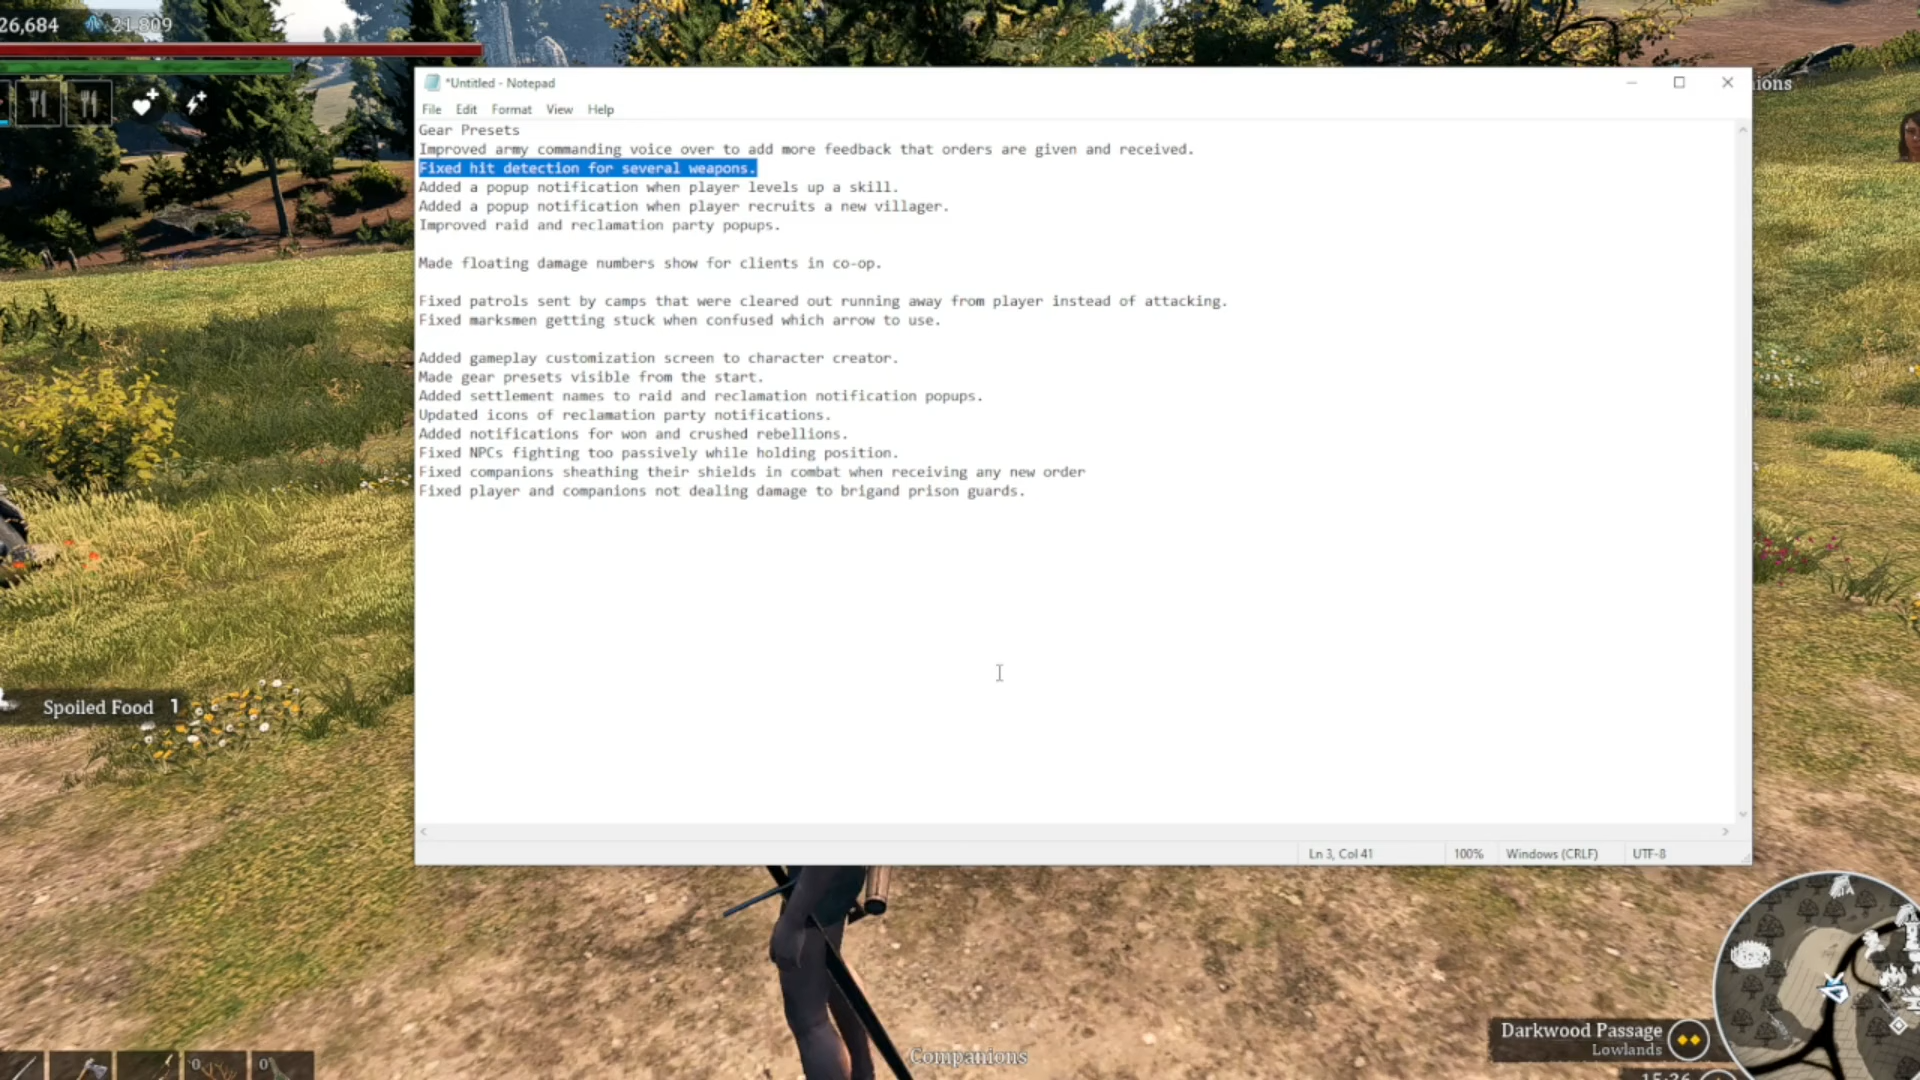 26,684 21,809
*Untitled - Notepad
File Edit Format View Help
Gear Presets
Improved army commanding voice over to add more feedback that orders are given and received.
Fixed hit detection for several weapons.
Added a popup notification when player levels up a skill.
Added a popup notification when player recruits a new villager.
Improved raid and reclamation party popups.
Made floating damage numbers show for clients in co-op.
Fixed patrols sent by camps that were cleared out running away from player instead of attacking.
Fixed marksmen getting stuck when confused which arrow to use.
Added gameplay customization screen to character creator.
Made gear presets visible from the start.
Added settlement names to raid and reclamation notification popups.
Updated icons of reclamation party notifications.
Added notifications for won and crushed rebellions.
Fixed NPCs fighting too passively while holding position.
Fixed companions sheathing their shields in combat when receiving any new order
Fixed player and companions not dealing damage to brigand prison guards.
Spoiled Food 1
Ln 3, Col 41 100% Windows (CRLF) UTF-8
Darkwood Passage
Lowlands
Companions
0 0